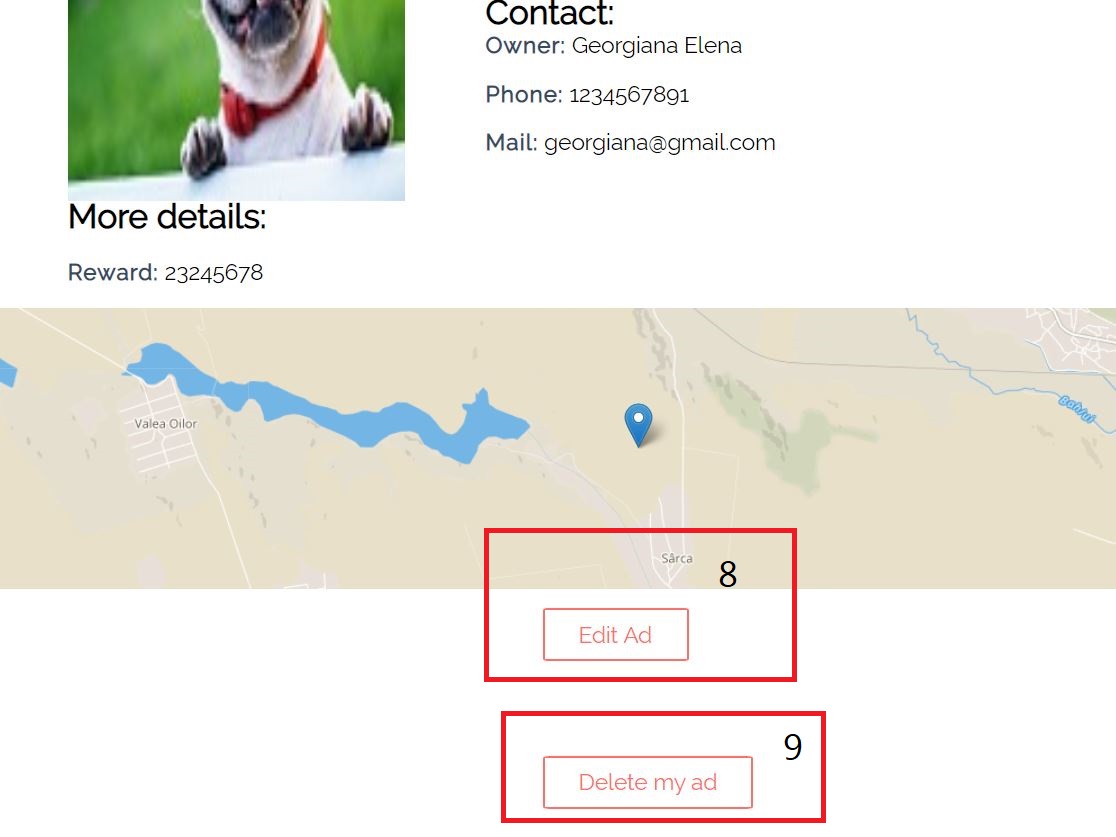 Contact:
Owner: Georgiana Elena
Phone: 1234567891
Mail: georgiana@gmail.com
More details:
Reward: 23245678
Valea Oilor
Bahlui
Sârca
8
Edit Ad
9
Delete my ad